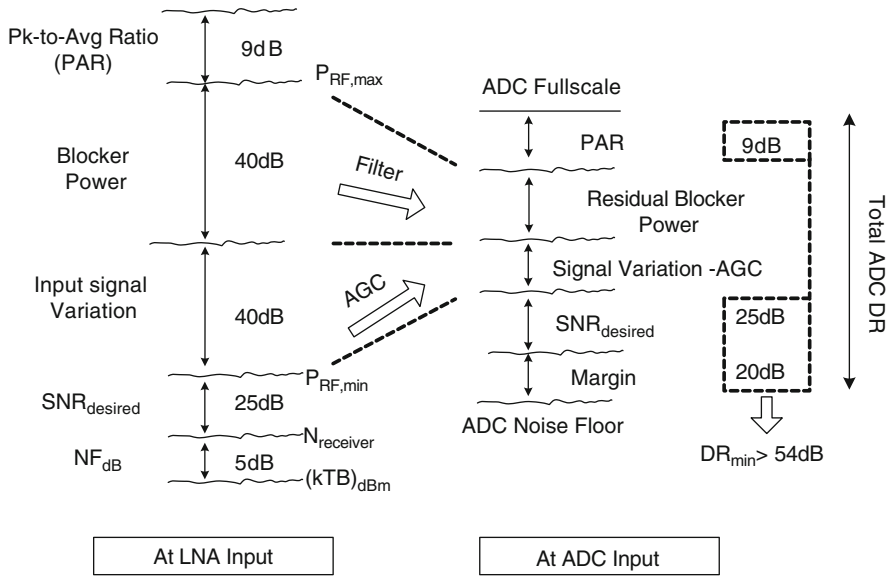 Pk-to-Avg Ratio
(PAR)
9dB
P_RF,max
Blocker
Power
40dB
Filter
Input signal
Variation
40dB
AGC
P_RF,min
SNR_desired
25dB
N_receiver
NF_dB
5dB
(kTB)_dBm
At LNA Input
ADC Fullscale
PAR
9dB
Residual Blocker
Power
Signal Variation -AGC
SNR_desired
25dB
Margin
20dB
ADC Noise Floor
DR_min> 54dB
Total ADC DR
At ADC Input